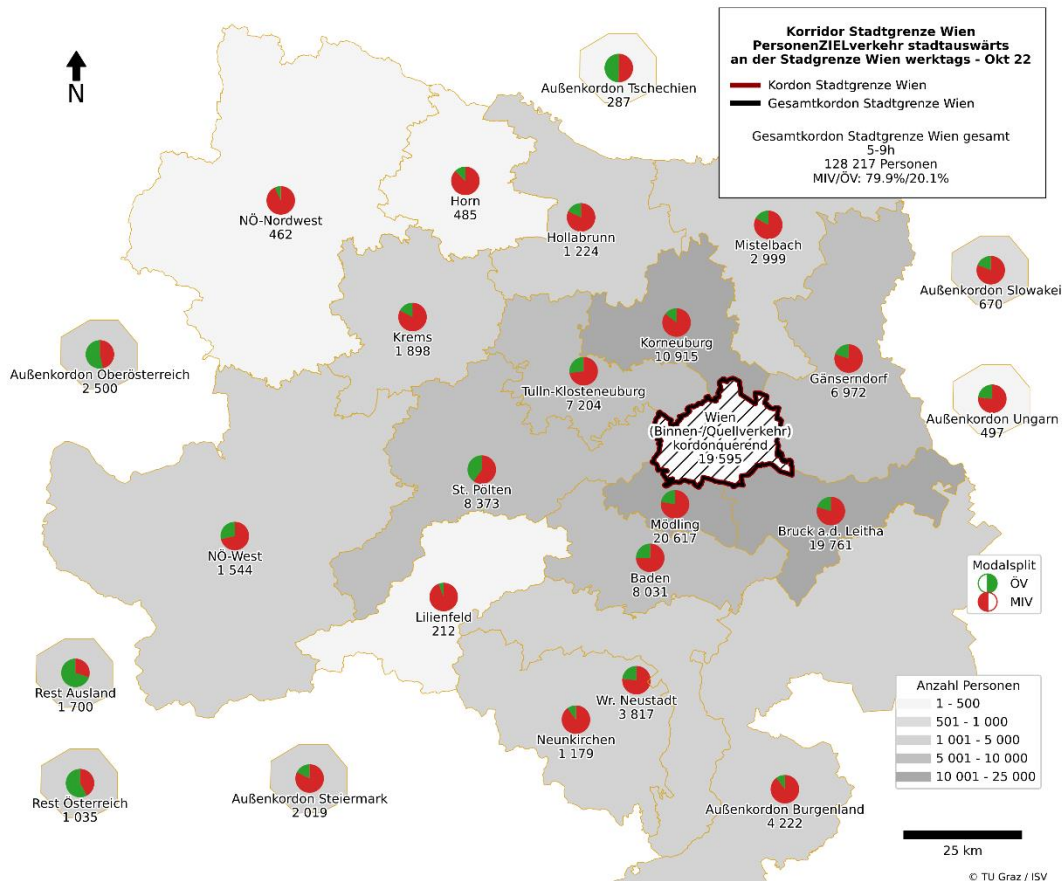 Korridor Stadtgrenze Wien
PersonenZIELverkehr stadtauswärts
an der Stadgrenze Wien werktags - Okt 22
Kordon Stadtgrenze Wien
Gesamtkordon Stadtgrenze Wien
Gesamtkordon Stadtgrenze Wien gesamt
5-9h
128 217 Personen
MIV/ÖV: 79.9%/20.1%
N
Außenkordon Tschechien
287
Horn
485
NÖ-Nordwest
462
Hollabrunn
1 224
Mistelbach
2 999
Außenkordon Slowakei
670
Krems
1 898
Korneuburg
10 915
Außenkordon Oberösterreich
2 500
Tulln-Klosteneuburg
7 204
Gänserndorf
6 972
Außenkordon Ungarn
497
Wien
(Binnen-/Quellverkehr)
kordonquerend
19 595
St. Pölten
8 373
Mödling
20 617
Bruck a.d. Leitha
19 761
NÖ-West
1 544
Baden
8 031
Modalsplit
ÖV
MIV
Lilienfeld
212
Rest Ausland
1 700
Wr. Neustadt
3 817
Neunkirchen
1 179
Anzahl Personen
1 - 500
501 - 1 000
1 001 - 5 000
5 001 - 10 000
10 001 - 25 000
Rest Österreich
1 035
Außenkordon Steiermark
2 019
Außenkordon Burgenland
4 222
25 km
© TU Graz / ISV